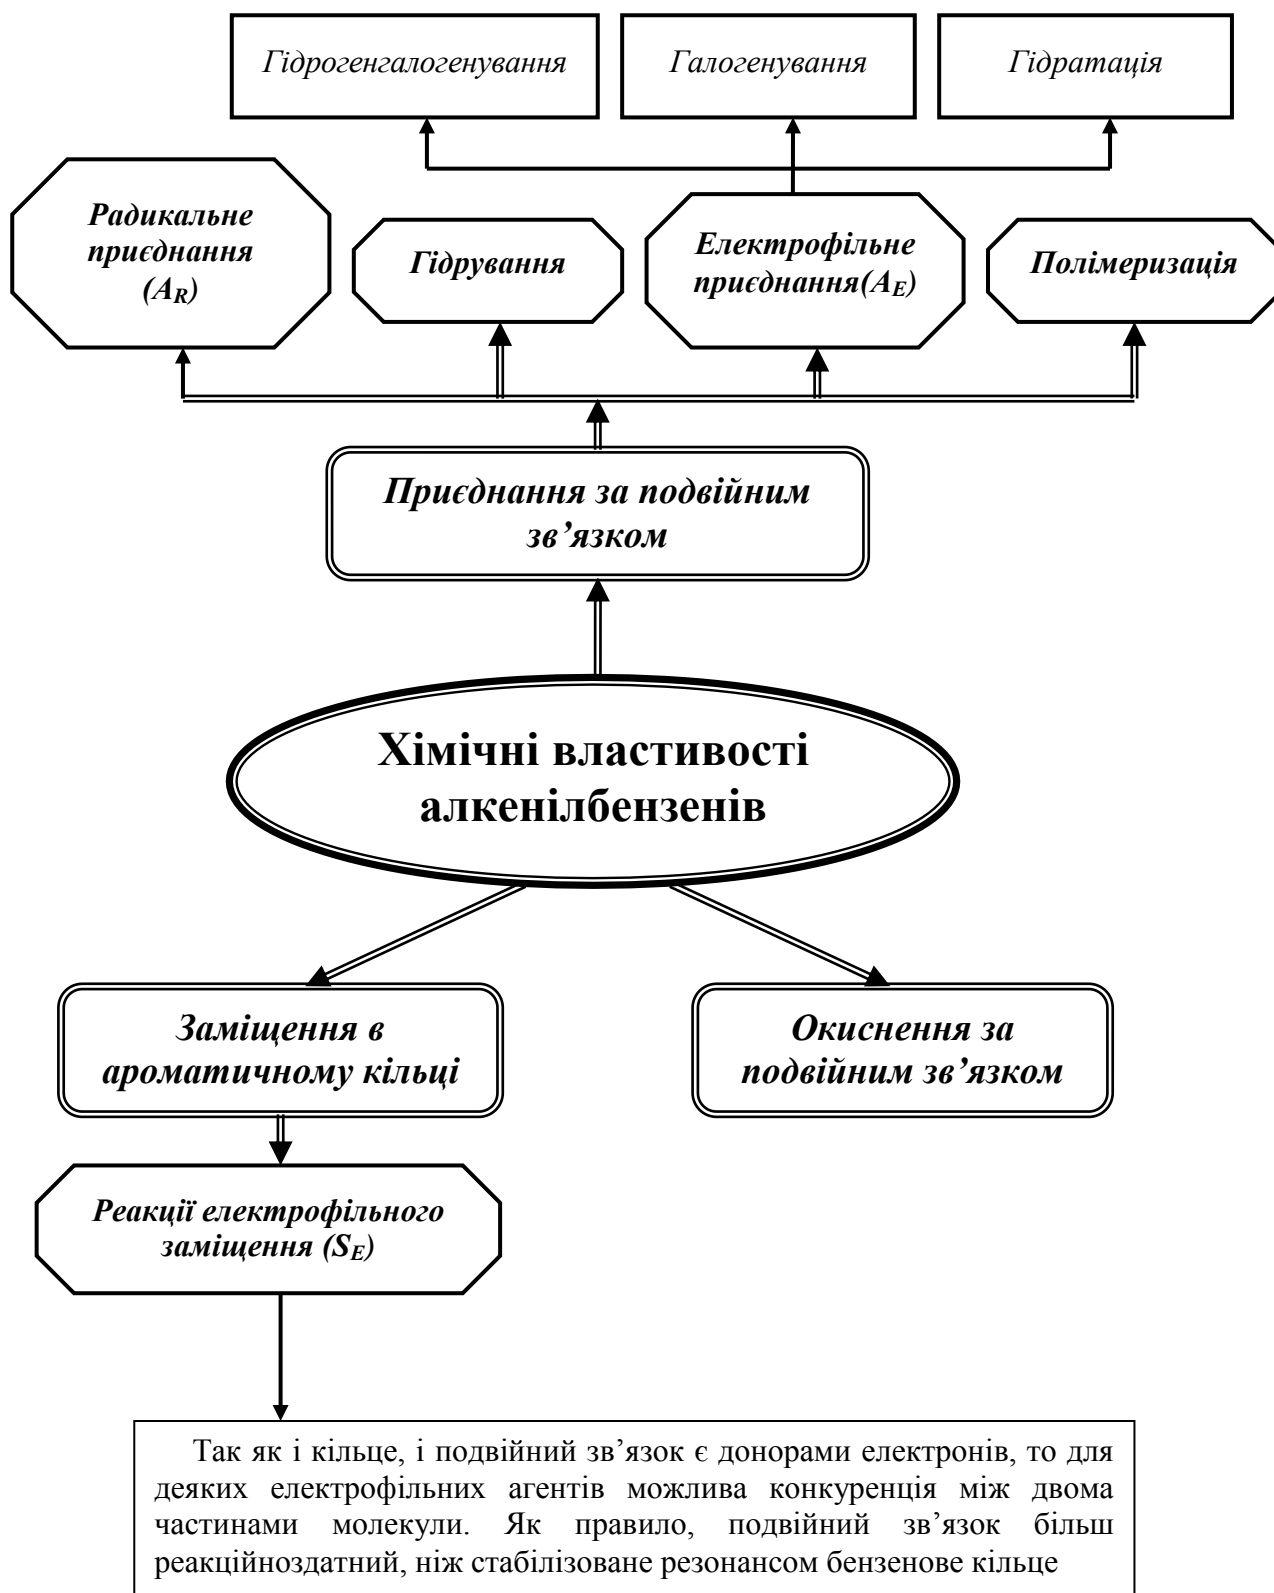 Гідрогенгалогенування
Галогенування
Гідратація
Радикальне
приєднання
(A_R)
Гідрування
Електрофільне
приєднання(A_E)
Полімеризація
Приєднання за подвійним
зв’язком
Хімічні властивості
алкенілбензенів
Заміщення в
ароматичному кільці
Окиснення за
подвійним зв’язком
Реакції електрофільного
заміщення (S_E)
Так як і кільце, і подвійний зв’язок є донорами електронів, то для
деяких електрофільних агентів можлива конкуренція між двома
частинами молекули. Як правило, подвійний зв’язок більш
реакційноздатний, ніж стабілізоване резонансом бензенове кільце